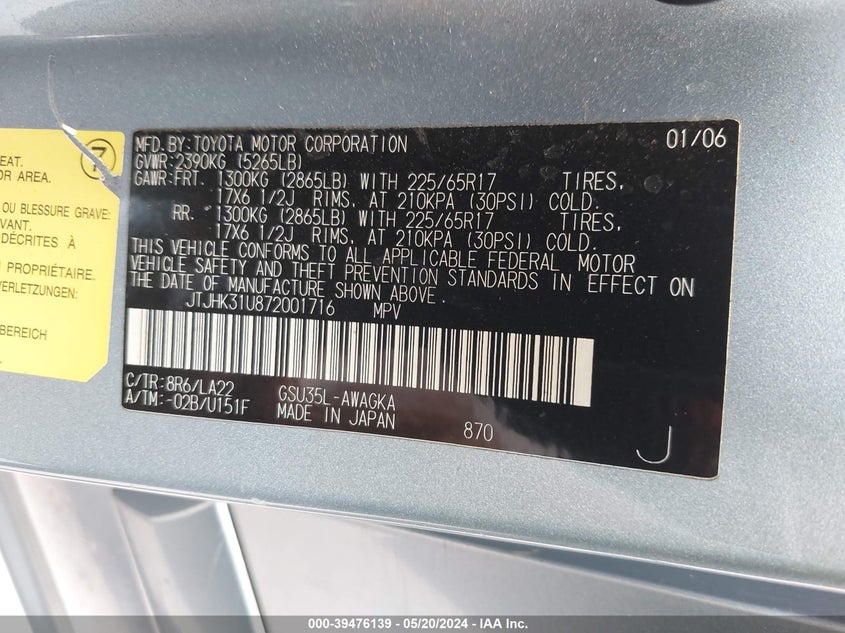 7
EAT.
OR AREA.
OU BLESSURE GRAVE:
VANT.
DÉCRITES À
PROPRIÉTAIRE.
VERLETZUNGEN
BEREICH
MFD. BY: TOYOTA MOTOR CORPORATION 01/06
GVWR: 2390KG (5265LB)
GAWR: FRT. 1300KG (2865LB) WITH 225/65R17 TIRES,
17X6 1/2J RIMS, AT 210KPA (30PSI) COLD.
RR. 1300KG (2865LB) WITH 225/65R17 TIRES,
17X6 1/2J RIMS, AT 210KPA (30PSI) COLD.
THIS VEHICLE CONFORMS TO ALL APPLICABLE FEDERAL MOTOR
VEHICLE SAFETY AND THEFT PREVENTION STANDARDS IN EFFECT ON
THE DATE OF MANUFACTURE SHOWN ABOVE.
JTJHK31U872001716 MPV
C/TR: 8R6/LA22 GSU35L-AWAGKA
A/TM: -02B/U151F MADE IN JAPAN 870
J
000-39476139 - 05/20/2024 - IAA Inc.